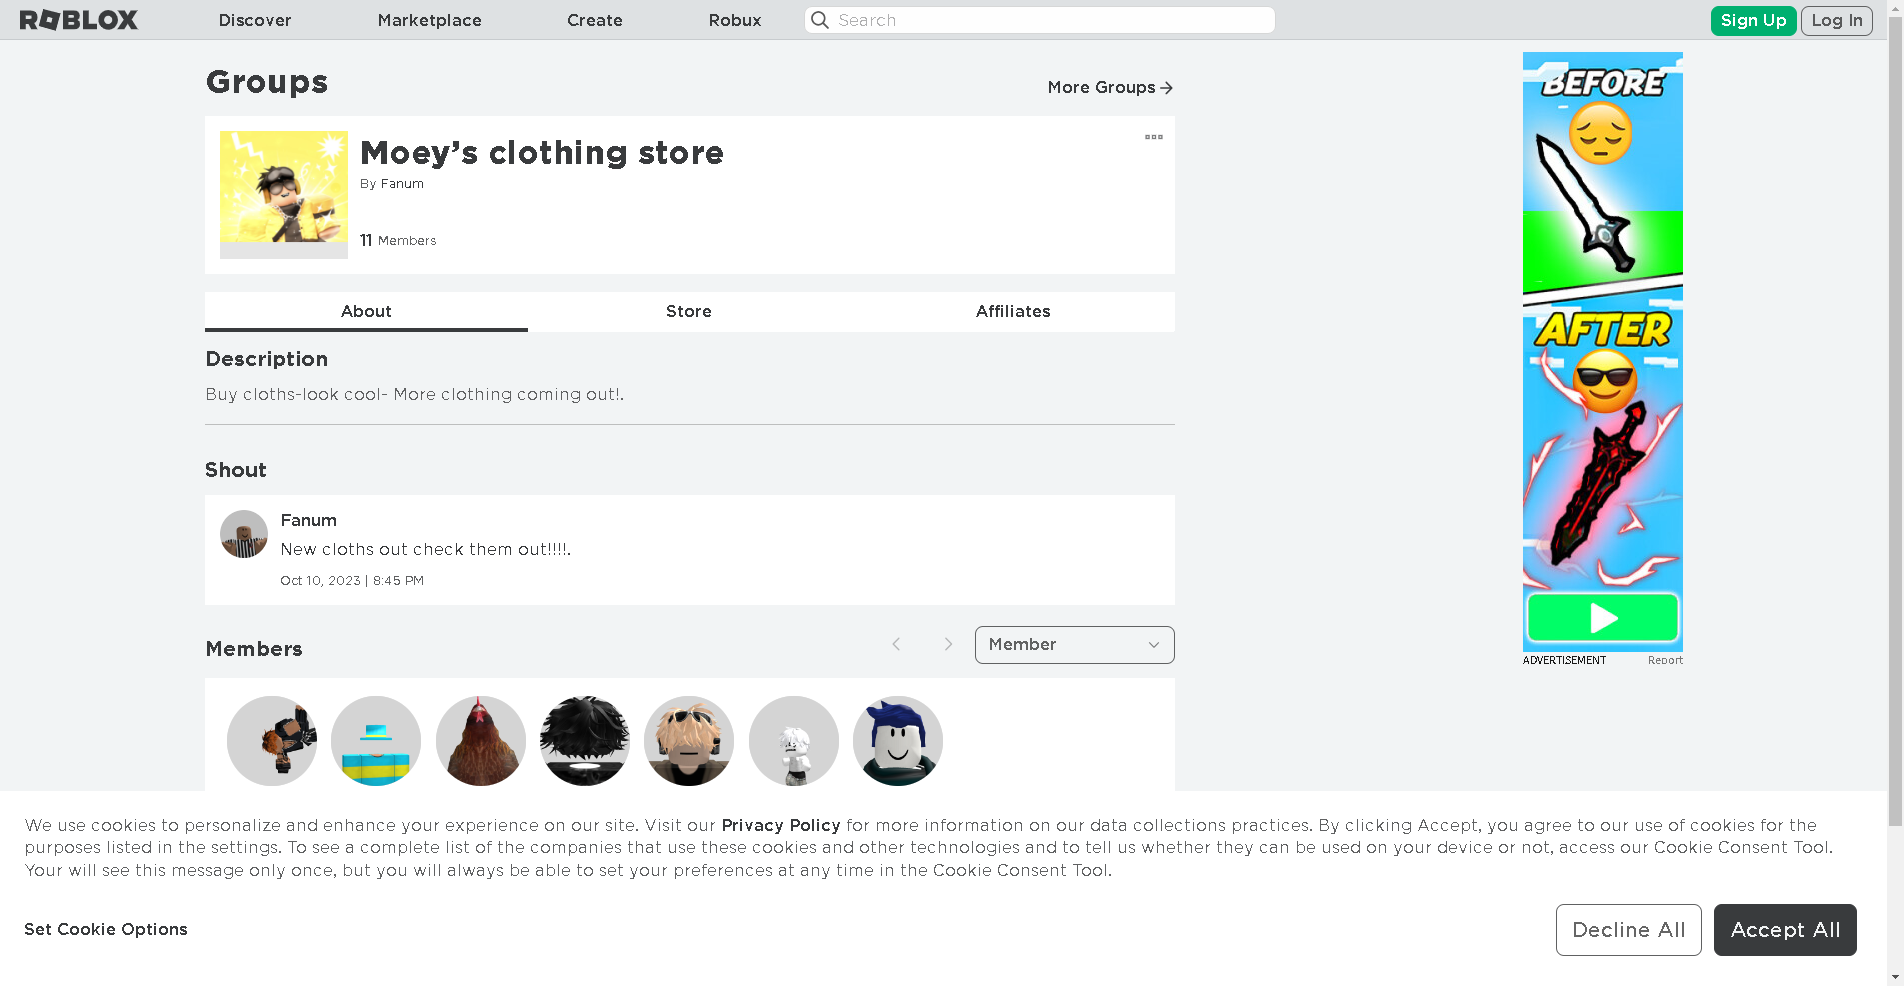 ROBLOX
Discover
Marketplace
Create
Robux
Search
Sign Up
Log In
Groups
More Groups
Moey's clothing store
By Fanum
11 Members
About
Store
Affiliates
Description
Buy cloths-look cool- More clothing coming out!.
Shout
Fanum
New cloths out check them out!!!!.
Oct 10, 2023 | 8:45 PM
Members
Member
BEFORE
AFTER
ADVERTISEMENT
Report
We use cookies to personalize and enhance your experience on our site. Visit our Privacy Policy for more information on our data collections practices. By clicking Accept, you agree to our use of cookies for the
purposes listed in the settings. To see a complete list of the companies that use these cookies and other technologies and to tell us whether they can be used on your device or not, access our Cookie Consent Tool.
Your will see this message only once, but you will always be able to set your preferences at any time in the Cookie Consent Tool.
Set Cookie Options
Decline All
Accept All